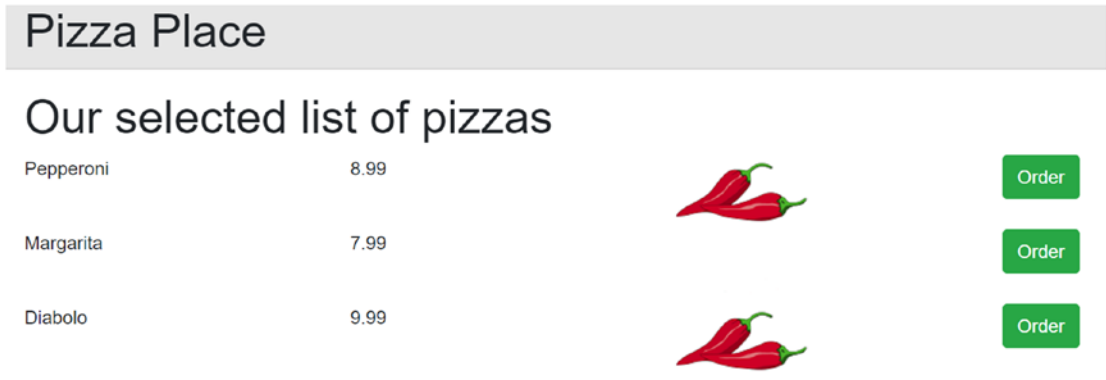 Pizza Place
Our selected list of pizzas
Pepperoni 8.99 Order
Margarita 7.99 Order
Diabolo 9.99 Order